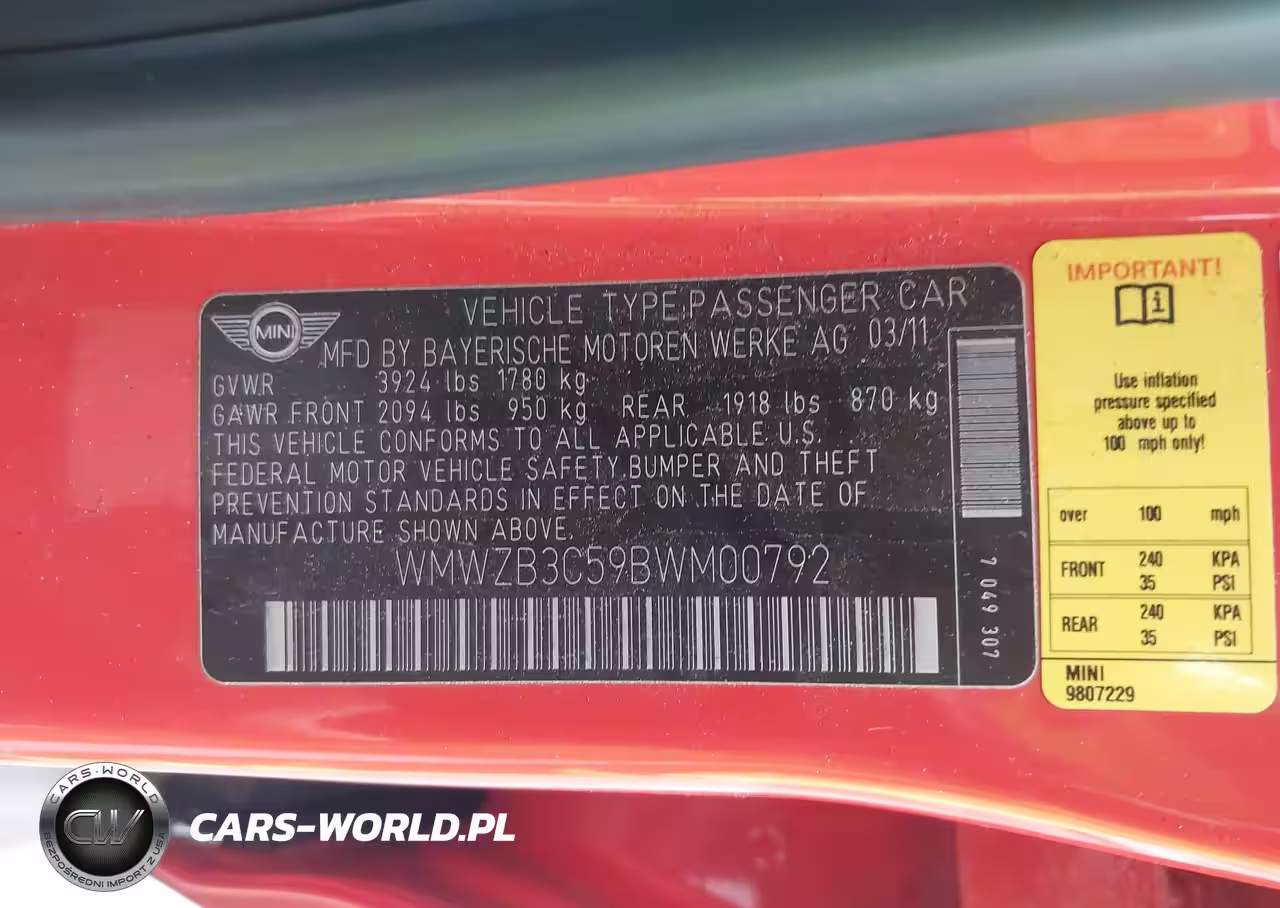 MINI
VEHICLE TYPE:PASSENGER CAR
MFD BY BAYERISCHE MOTOREN WERKE AG 03/11
GVWR 3924 lbs 1780 kg
GAWR FRONT 2094 lbs 950 kg REAR 1918 lbs 870 kg
THIS VEHICLE CONFORMS TO ALL APPLICABLE U.S.
FEDERAL MOTOR VEHICLE SAFETY,BUMPER AND THEFT
PREVENTION STANDARDS IN EFFECT ON THE DATE OF
MANUFACTURE SHOWN ABOVE.
WMWZB3C59BWM00792
7 049 307
IMPORTANT!
i
Use inflation
pressure specified
above up to
100 mph only!
over 100 mph
FRONT 240 KPA
35 PSI
REAR 240 KPA
35 PSI
MINI
9807229
CARS-WORLD
CW
BEZPOŚREDNI IMPORT Z USA
CARS-WORLD.PL